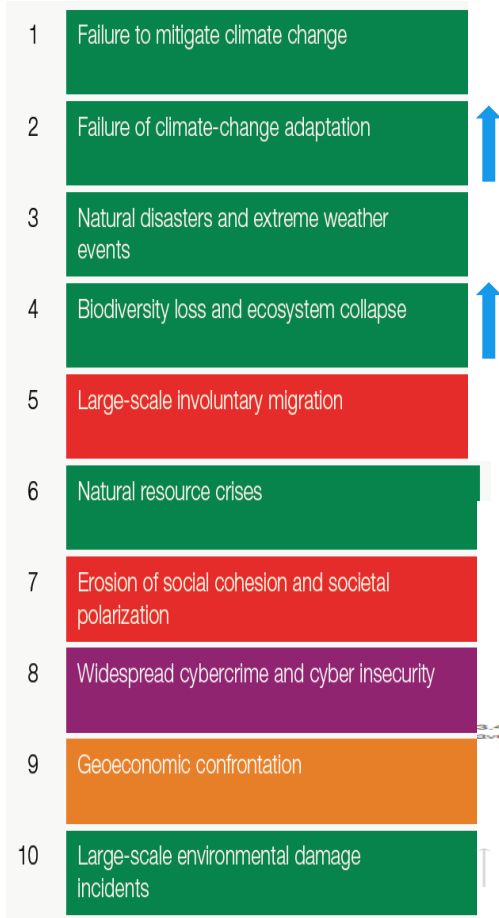 1 Failure to mitigate climate change
2 Failure of climate-change adaptation
3 Natural disasters and extreme weather
events
4 Biodiversity loss and ecosystem collapse
5 Large-scale involuntary migration
6 Natural resource crises
7 Erosion of social cohesion and societal
polarization
8 Widespread cybercrime and cyber insecurity
9 Geoeconomic confrontation
10 Large-scale environmental damage
incidents